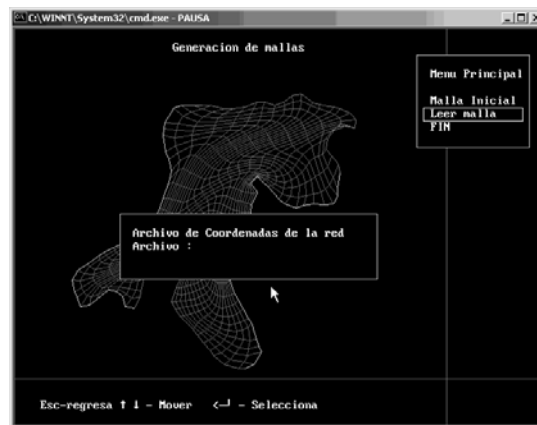 C:\WINNT\System32\cmd.exe - PAUSA
Generacion de mallas
Menu Principal
Malla Inicial
Leer malla
FIN
Archivo de Coordenadas de la red
Archivo :
Esc-regresa ↑ ↓ - Mover <─┘ - Selecciona